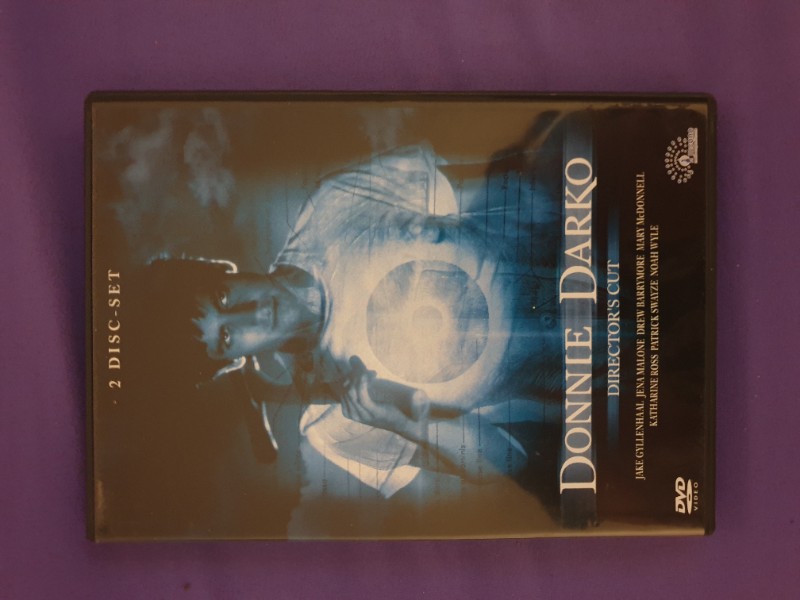 2 DISC-SET
DONNIE DARKO
DIRECTOR'S CUT
JAKE GYLLENHAAL JENA MALONE DREW BARRYMORE MARY McDONNELL
KATHARINE ROSS PATRICK SWAYZE NOAH WYLE
DVD
VIDEO